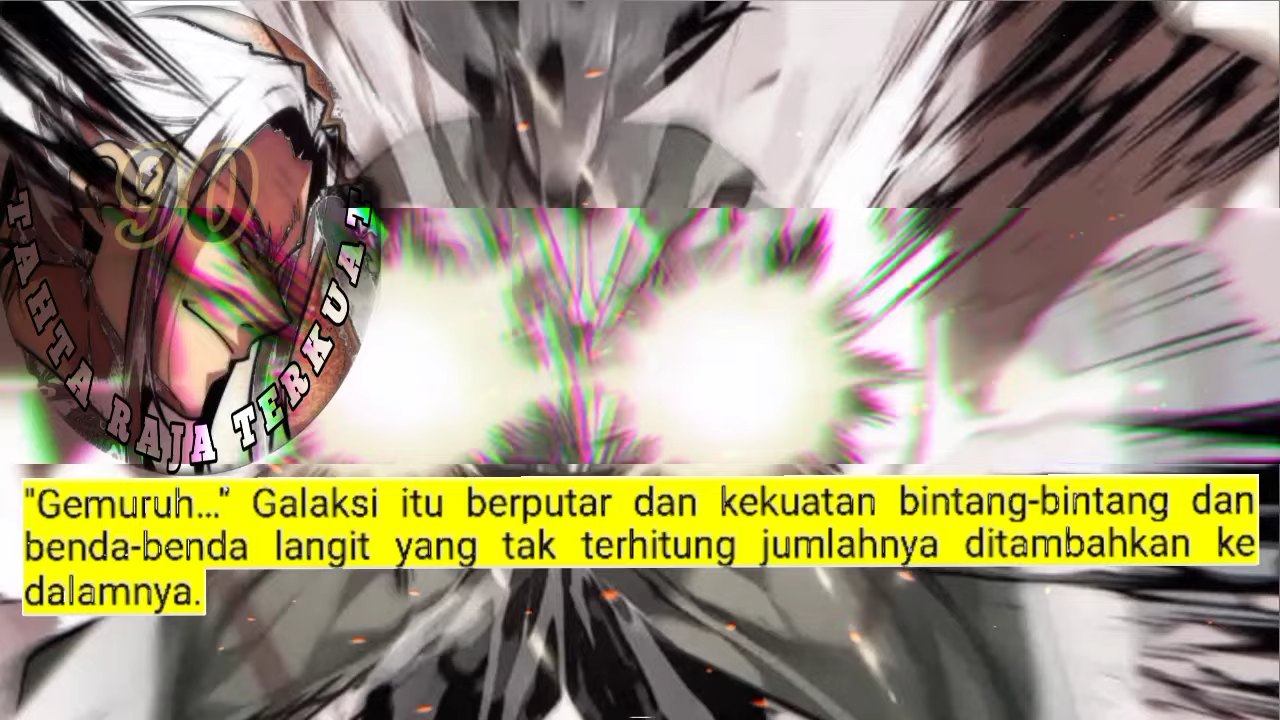 90
TAHTA RAJA TERKUAT
"Gemuruh..." Galaksi itu berputar dan kekuatan bintang-bintang dan
benda-benda langit yang tak terhitung jumlahnya ditambahkan ke
dalamnya.